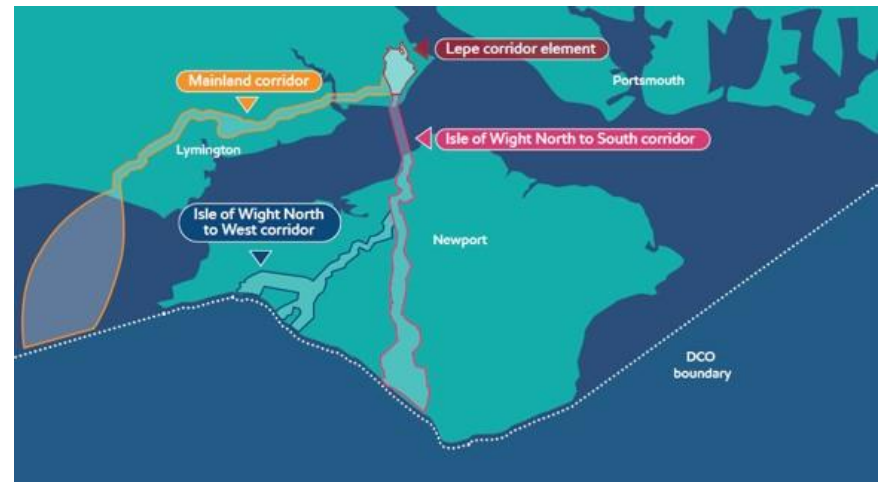 Lepe corridor element
Mainland corridor
Portsmouth
Isle of Wight North to South corridor
Lymington
Isle of Wight North
to West corridor
Newport
DCO
boundary